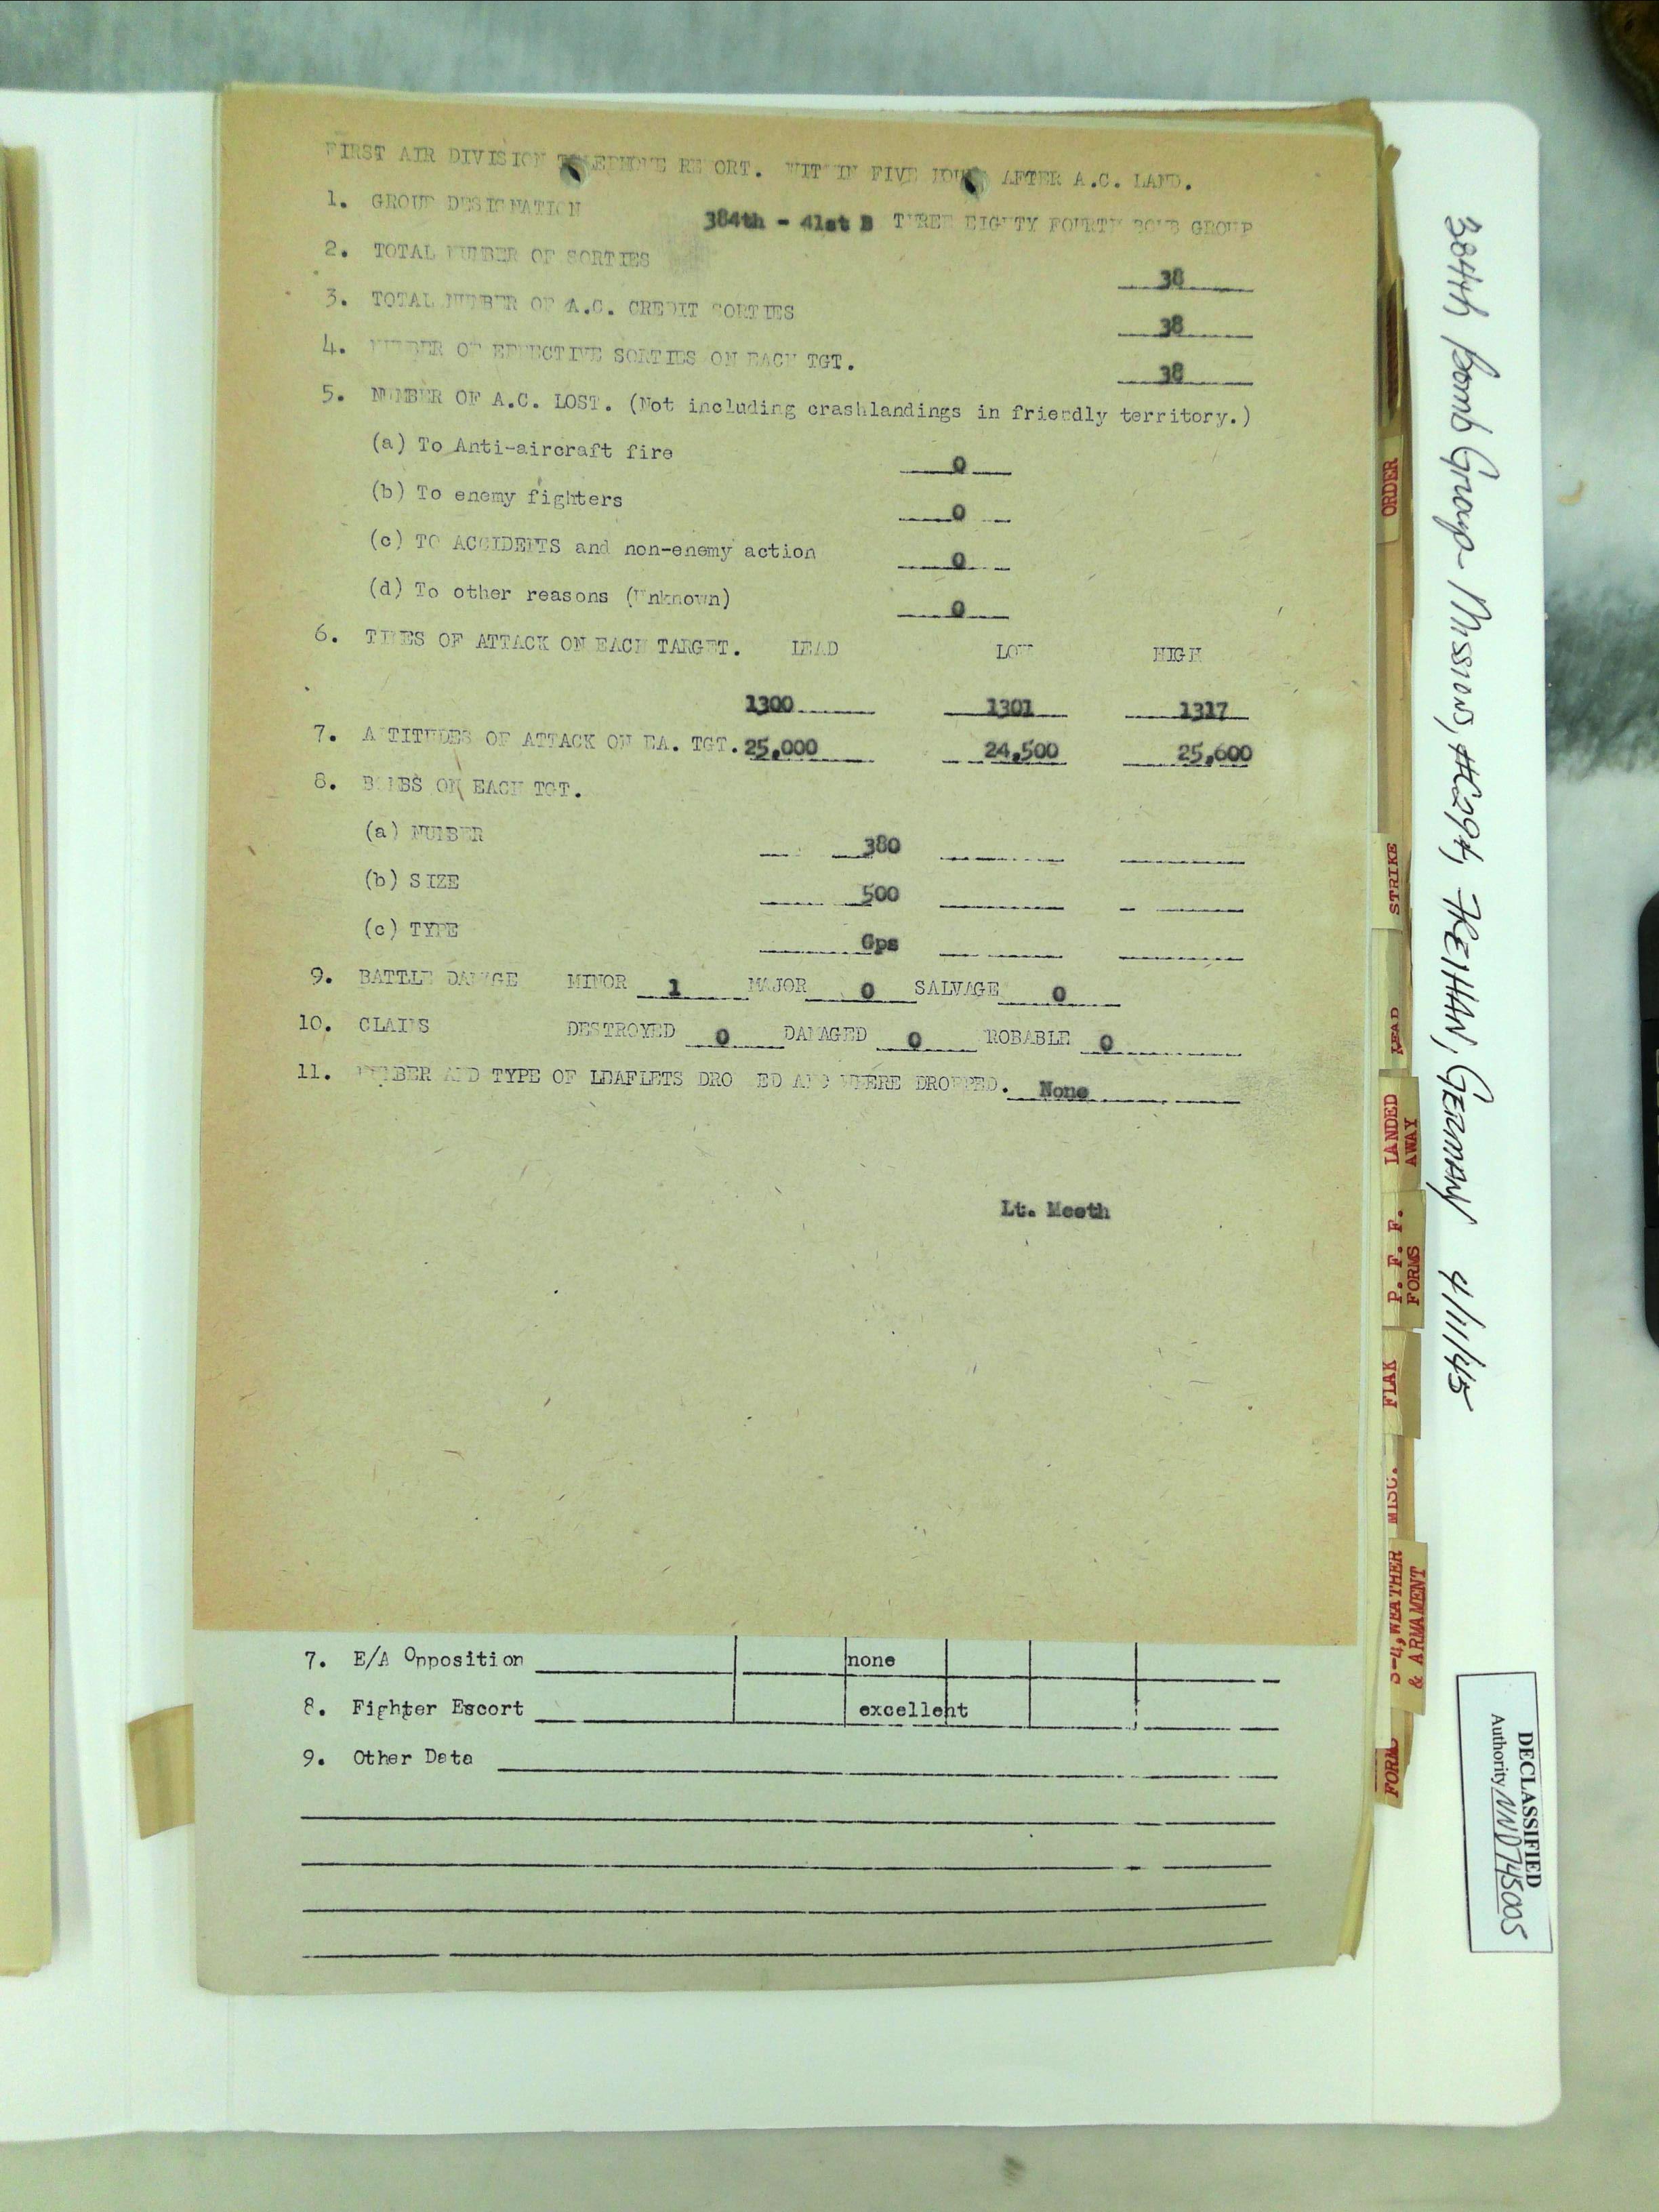 FIRST AIR DIVISION TELEPHONE REPORT. WITHIN FIVE HOURS AFTER A.C. LAND.
1. GROUP DESIGNATION 384th - 41st B THREE EIGHTY FOURTH BOMB GROUP
2. TOTAL NUMBER OF SORTIES 38
3. TOTAL NUMBER OF A.C. CREDIT SORTIES 38
4. NUMBER OF EFFECTIVE SORTIES ON EACH TGT. 38
5. NUMBER OF A.C. LOST. (Not including crashlandings in friendly territory.)
(a) To Anti-aircraft fire 0
(b) To enemy fighters 0
(c) TO ACCIDENTS and non-enemy action 0
(d) To other reasons (Unknown) 0
6. TIMES OF ATTACK ON EACH TARGET. LEAD LOW HIGH
1300 1301 1317
7. ALTITUDES OF ATTACK ON EA. TGT. 25,000 24,500 25,600
8. BOMBS ON EACH TGT.
(a) NUMBER 380
(b) SIZE 500
(c) TYPE Gps
9. BATTLE DAMAGE MINOR 1 MAJOR 0 SALVAGE 0
10. CLAIMS DESTROYED 0 DAMAGED 0 ROBABLE 0
11. NUMBER AND TYPE OF LEAFLETS DRO ED AND WHERE DROPPED. None
Lt. Meeth
7. E/A Opposition none
8. Fighter Escort excellent
9. Other Data
384th Bomb Group Missions,
GERMANY 4/11/45
ORDER
STRIKE
LEAD
LANDED
AWAY
P. F. F.
FORMS
FLAK
MISC.
S-4, WEATHER
& ARMAMENT
FORM
DECLASSIFIED
Authority NND745005